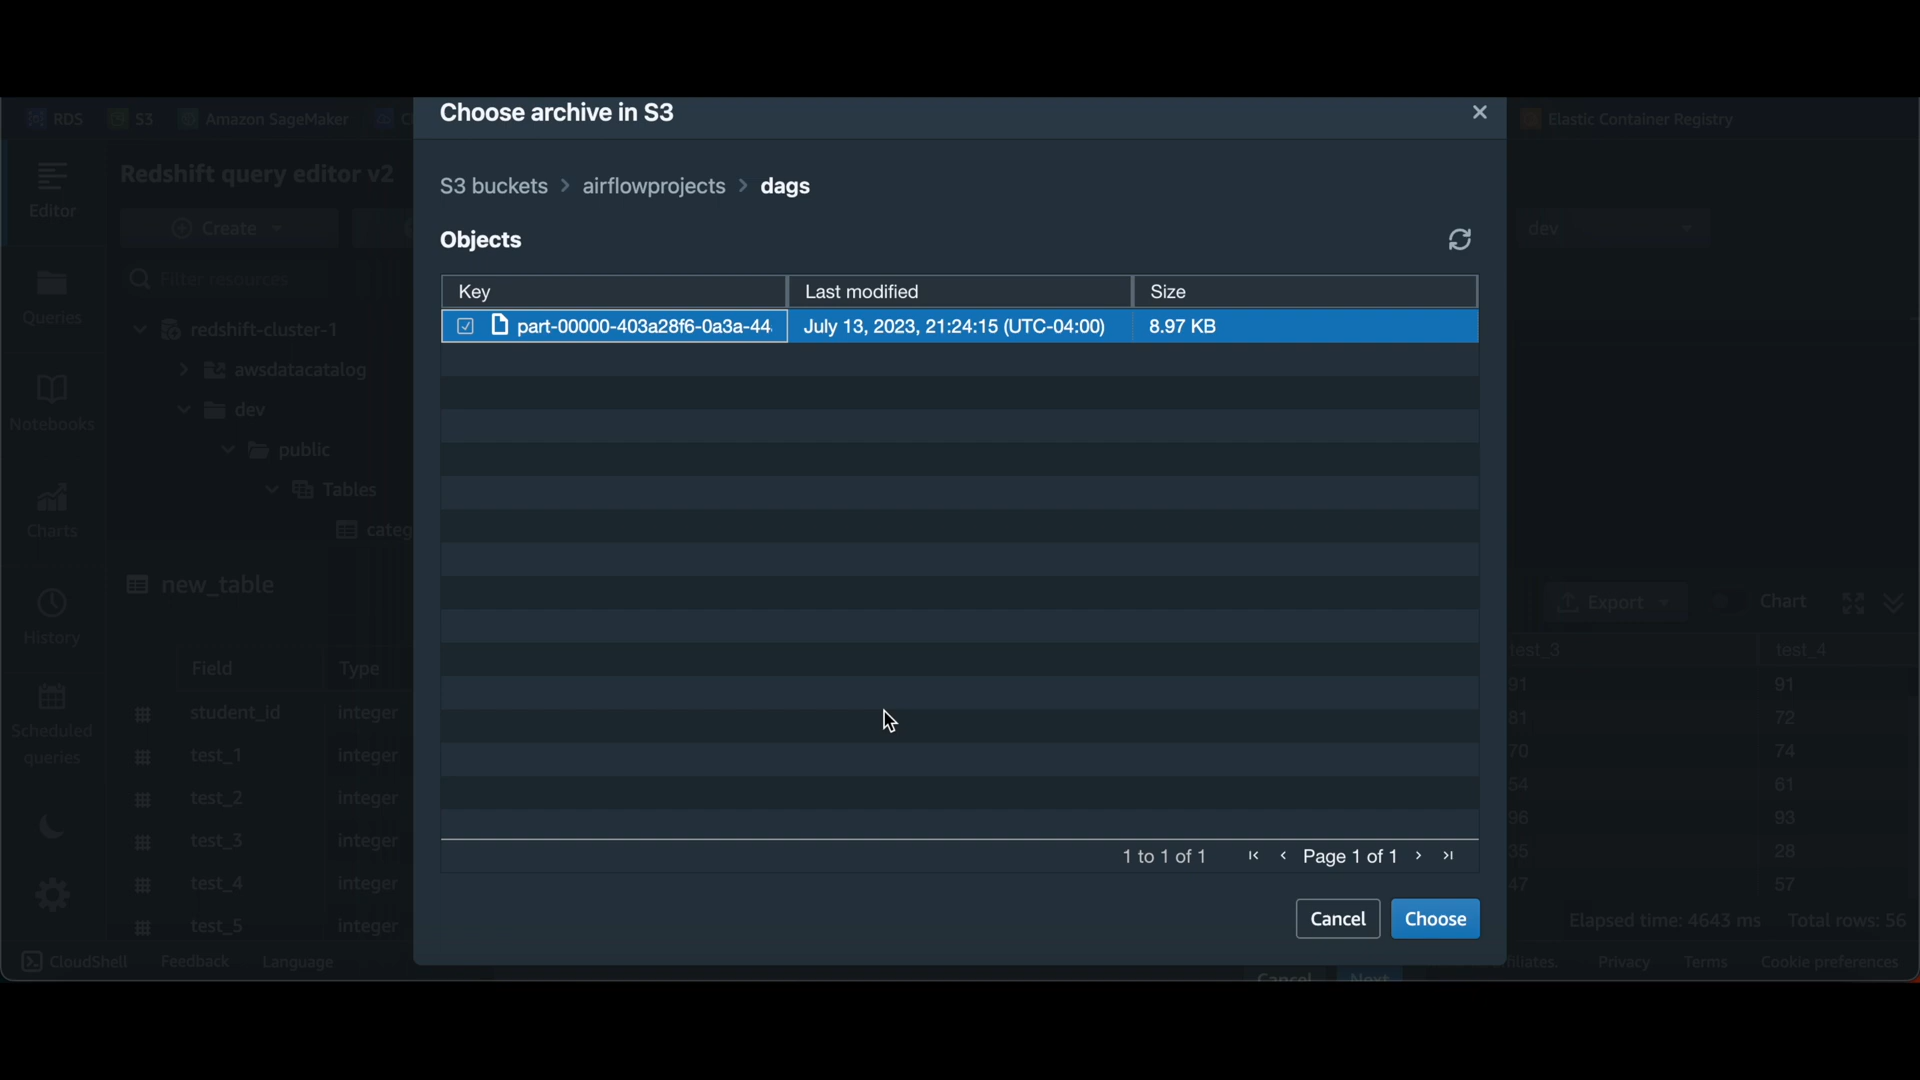 RDS S3 Amazon SageMaker
Choose archive in S3
Elastic Container Registry
Redshift query editor v2
Editor
Create
Filter resources
S3 buckets > airflowprojects > dags
dev
Objects
Key Last modified Size
part-00000-403a28f6-0a3a-44 July 13, 2023, 21:24:15 (UTC-04:00) 8.97 KB
Queries
redshift-cluster-1
awsdatacatalog
dev
Notebooks
public
Tables
categ
Charts
new_table
History
Export Chart
Field Type
test_3 test_4
student_id integer
91 91
81 72
Scheduled queries
test_1 integer
70 74
test_2 integer
54 61
96 93
test_3 integer
35 28
test_4 integer
47 57
1 to 1 of 1 Page 1 of 1
Cancel Choose
test_5 integer
Elapsed time: 4643 ms Total rows: 56
CloudShell Feedback Language
Privacy Terms Cookie preferences
Cancel Next